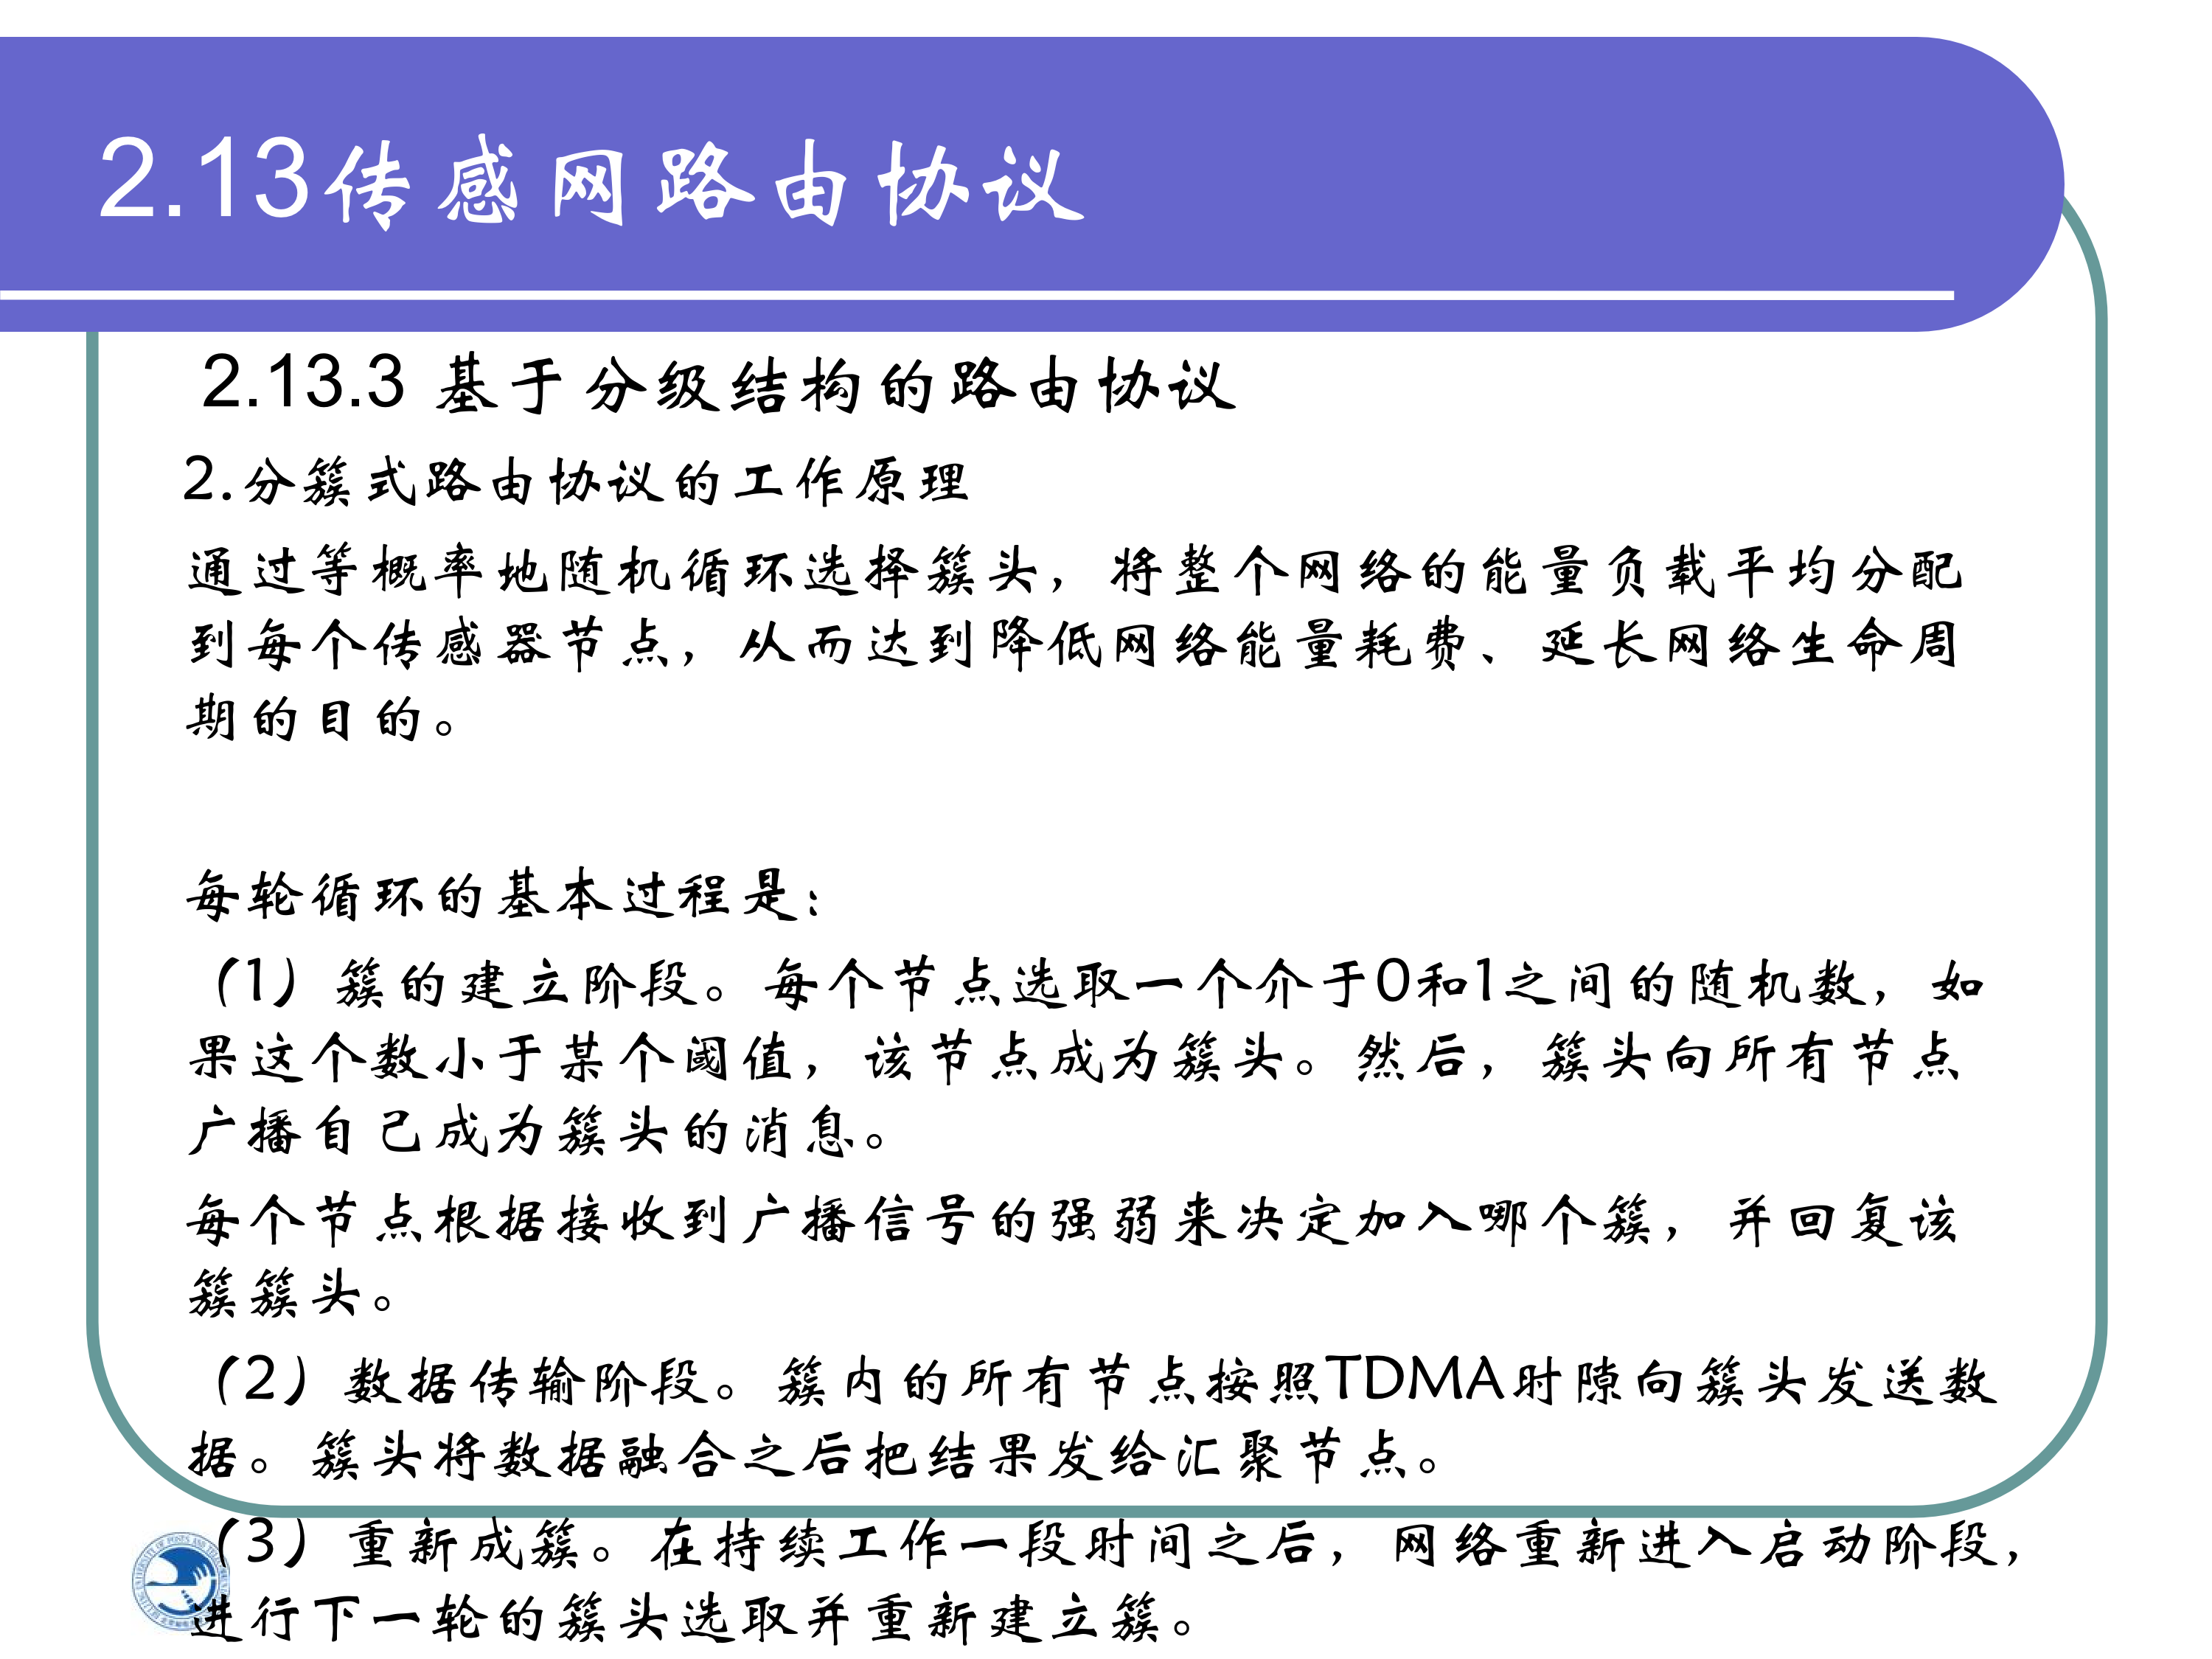 2.13传感网路由协议
2.13.3 基于分级结构的路由协议
2.分簇式路由协议的工作原理
通过等概率地随机循环选择簇头，将整个网络的能量负载平均分配
到每个传感器节点，从而达到降低网络能量耗费、延长网络生命周
期的目的。
每轮循环的基本过程是：
（1）簇的建立阶段。每个节点选取一个介于0和1之间的随机数，如
果这个数小于某个阈值，该节点成为簇头。然后，簇头向所有节点
广播自己成为簇头的消息。
每个节点根据接收到广播信号的强弱来决定加入哪个簇，并回复该
簇簇头。
（2）数据传输阶段。簇内的所有节点按照TDMA时隙向簇头发送数
据。簇头将数据融合之后把结果发给汇聚节点。
（3）重新成簇。在持续工作一段时间之后，网络重新进入启动阶段，
进行下一轮的簇头选取并重新建立簇。